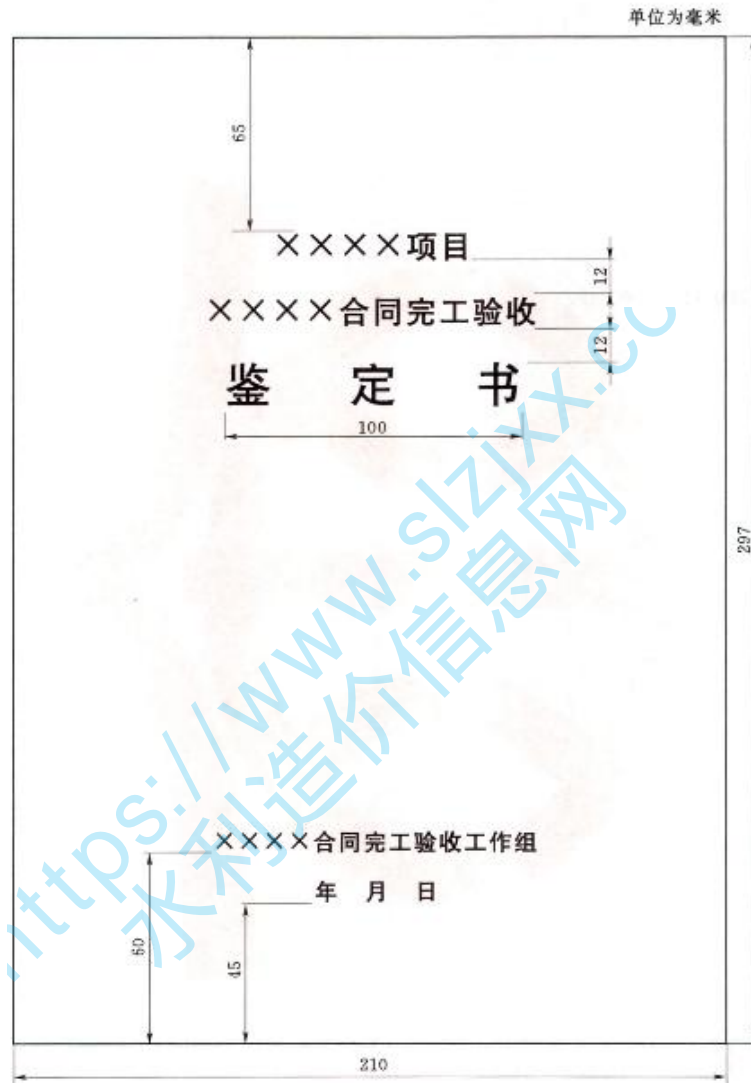 单位为毫米
65
××××项目
12
××××合同完工验收
12
鉴 定 书
100
297
××××合同完工验收工作组
年 月 日
60
45
210
https://www.slzjxx.co
水利造价信息网